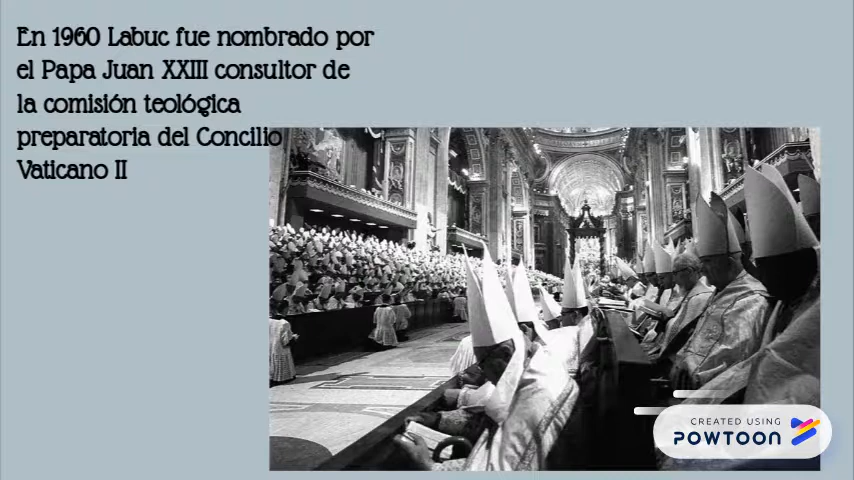 En 1960 Labuc fue nombrado por
el Papa Juan XXIII consultor de
la comisión teológica
preparatoria del Concilio
Vaticano II
CREATED USING
POWTOON